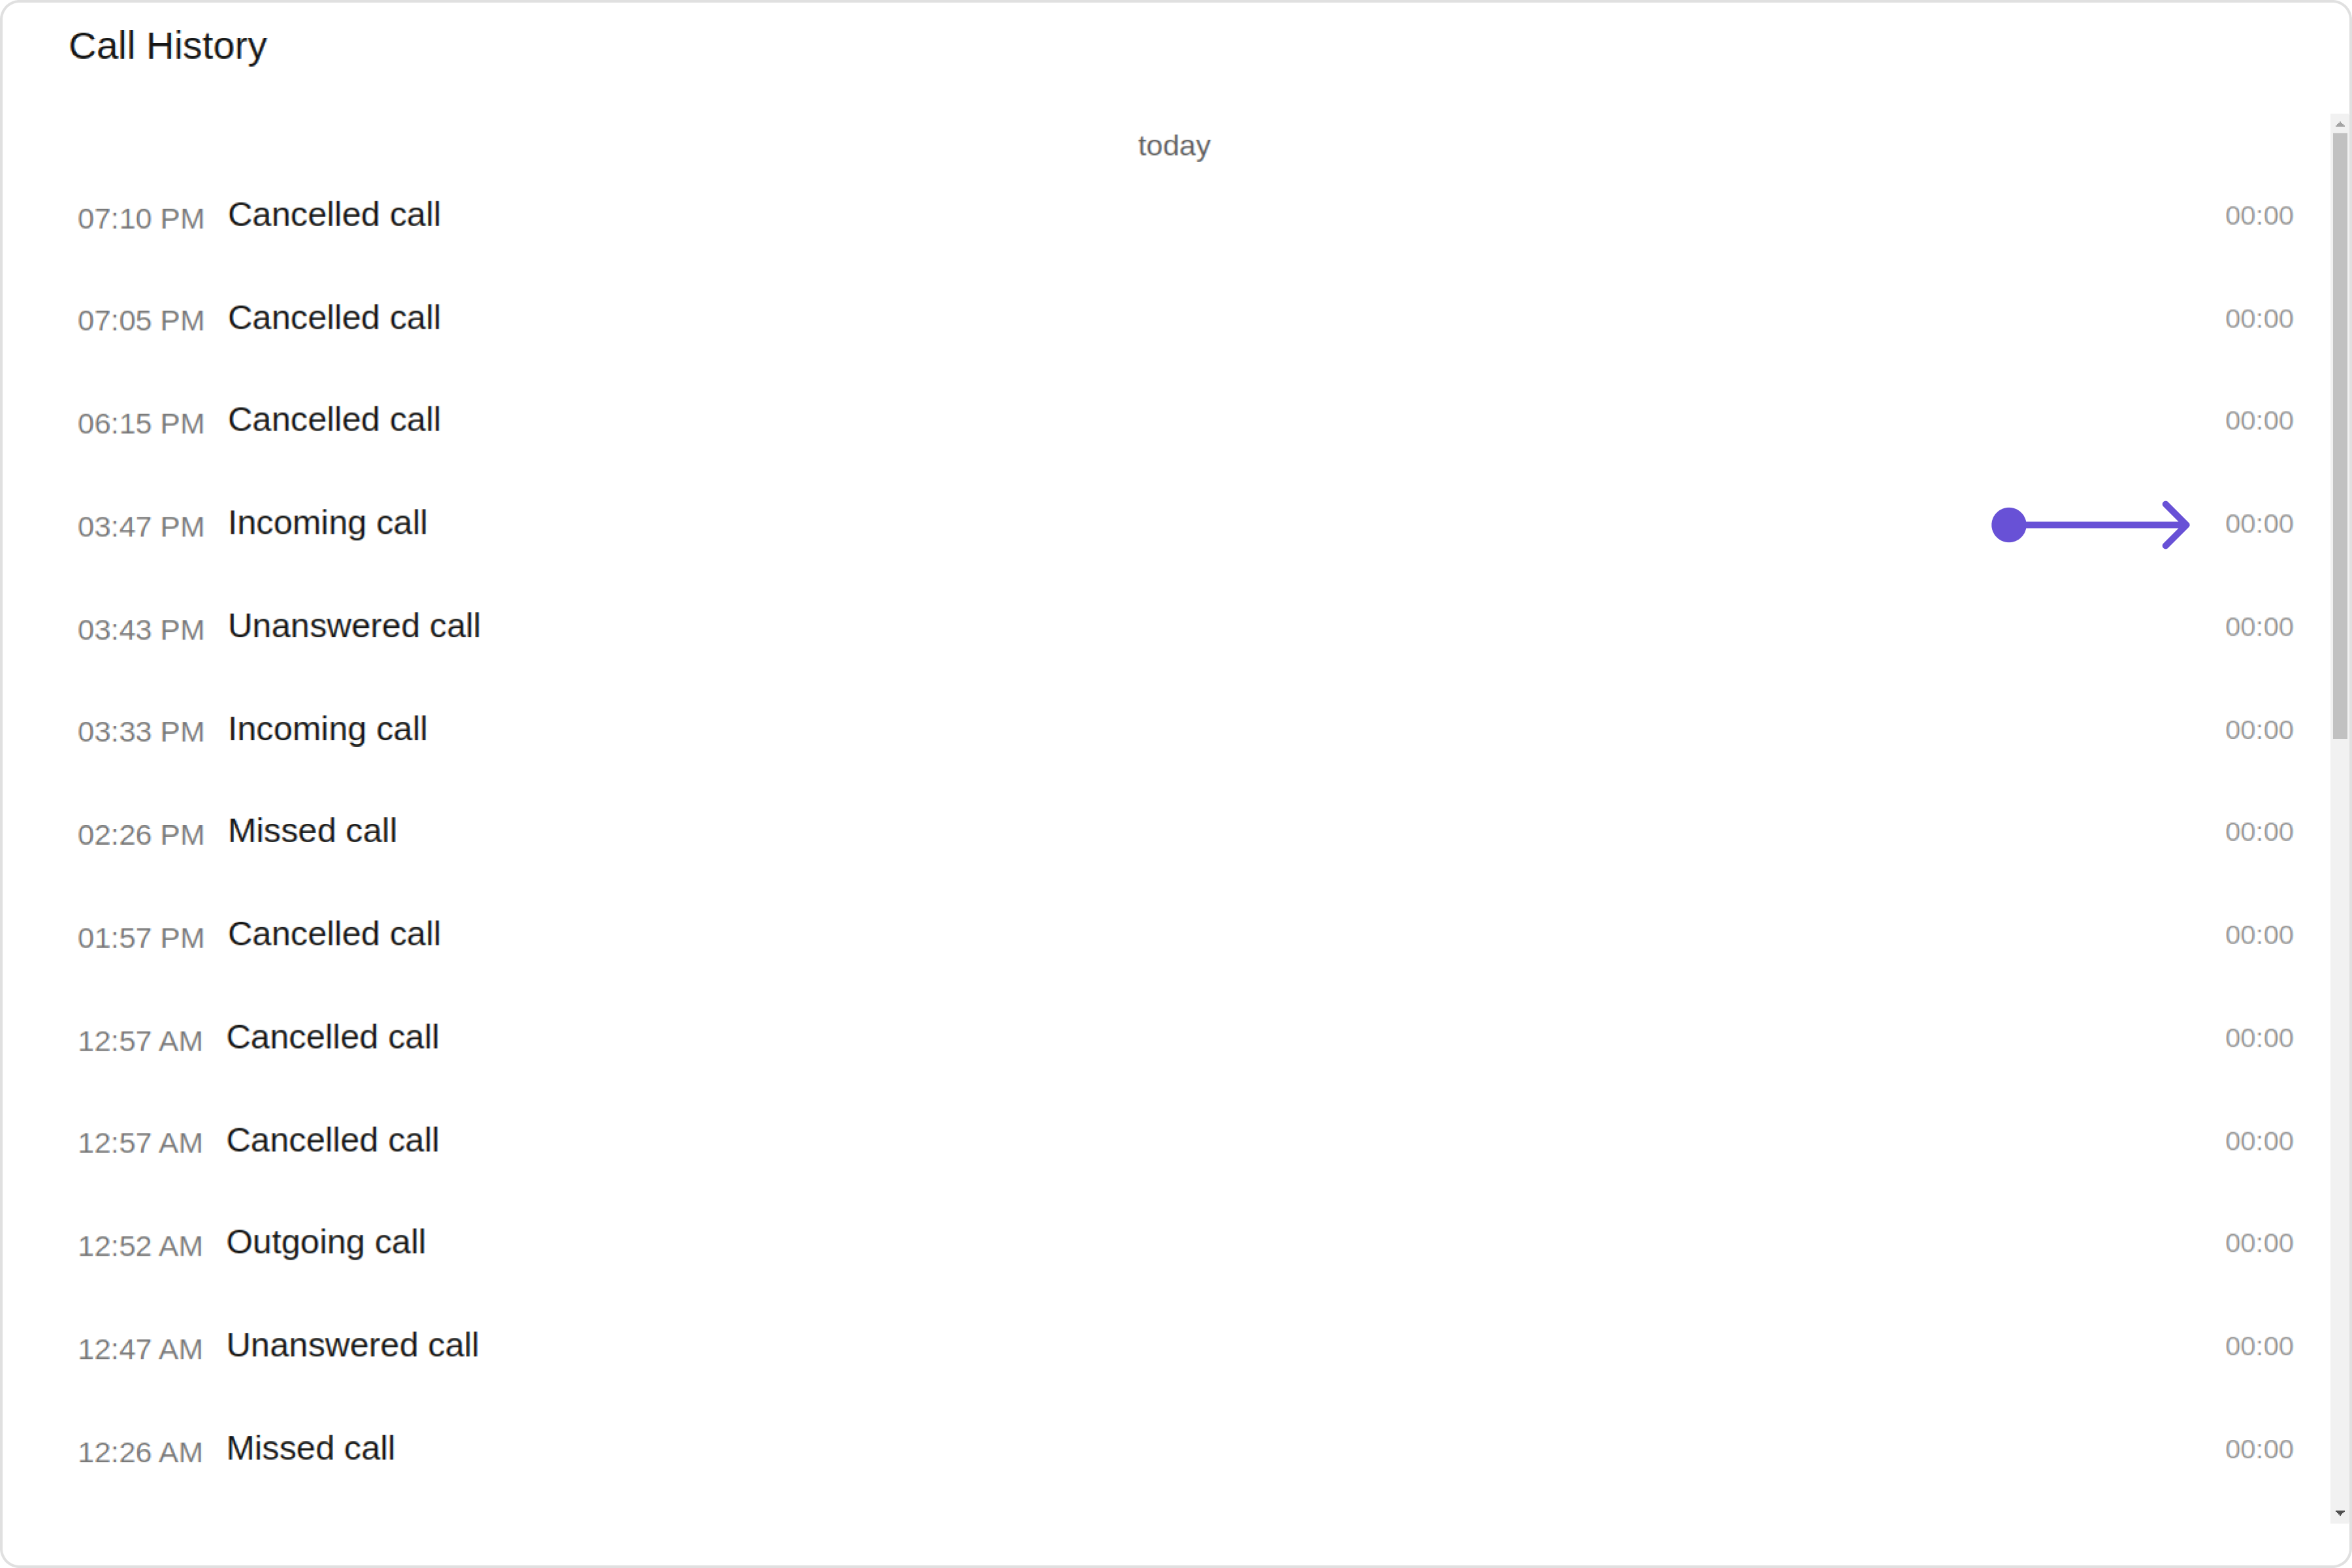 Call History
today
07:10 PM Cancelled call 00:00
07:05 PM Cancelled call 00:00
06:15 PM Cancelled call 00:00
03:47 PM Incoming call 00:00
03:43 PM Unanswered call 00:00
03:33 PM Incoming call 00:00
02:26 PM Missed call 00:00
01:57 PM Cancelled call 00:00
12:57 AM Cancelled call 00:00
12:57 AM Cancelled call 00:00
12:52 AM Outgoing call 00:00
12:47 AM Unanswered call 00:00
12:26 AM Missed call 00:00